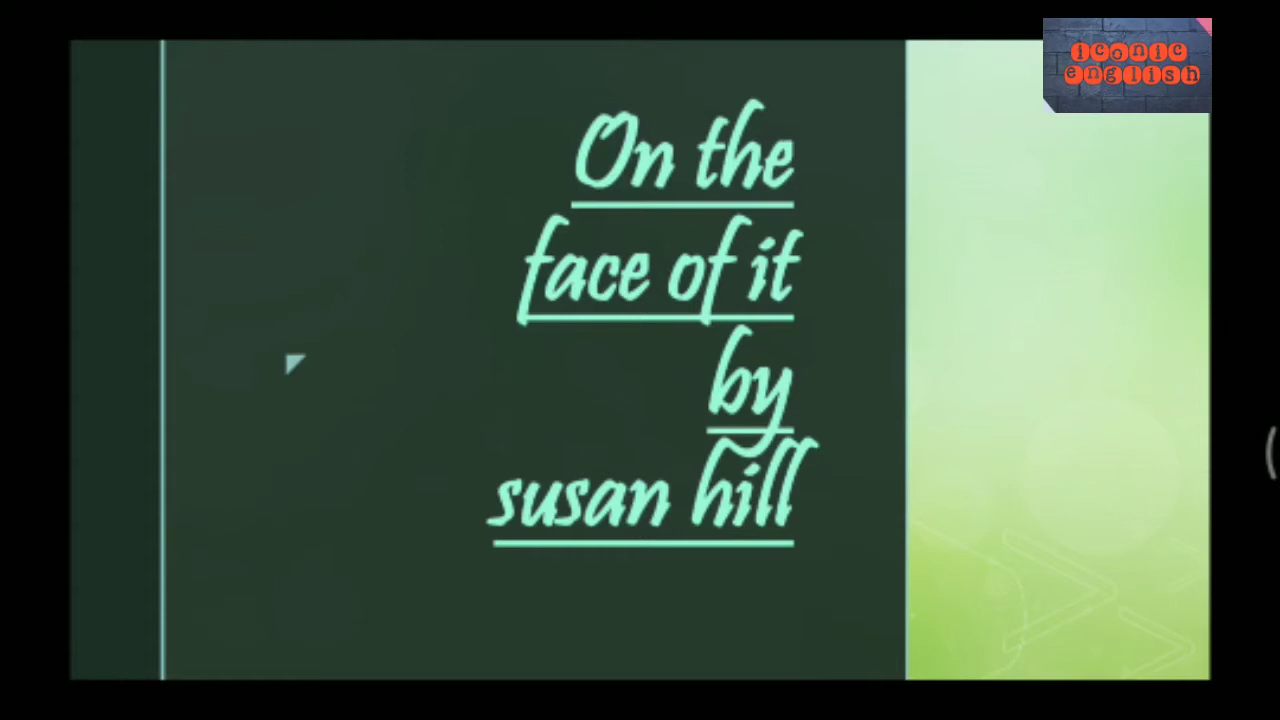 iconic
english
On the
face of it
by
susan hill